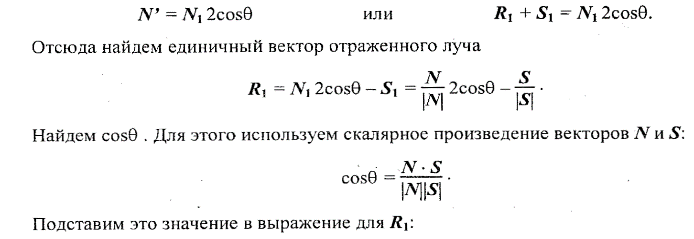 N' = N₁ 2cosθ или R₁ + S₁ = N₁ 2cosθ.
Отсюда найдем единичный вектор отраженного луча
R₁ = N₁ 2cosθ – S₁ = N/|N| 2cosθ – S/|S| .
Найдем cosθ . Для этого используем скалярное произведение векторов N и S:
cosθ = N · S/|N||S| .
Подставим это значение в выражение для R₁: